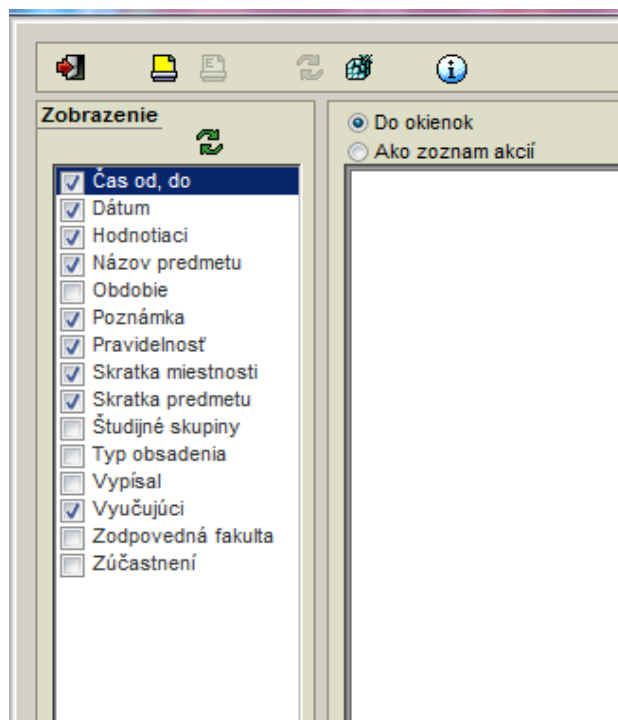 Zobrazenie
Do okienok
Ako zoznam akcií
Čas od, do
Dátum
Hodnotiaci
Názov predmetu
Obdobie
Poznámka
Pravidelnosť
Skratka miestnosti
Skratka predmetu
Študijné skupiny
Typ obsadenia
Vypísal
Vyučujúci
Zodpovedná fakulta
Zúčastnení